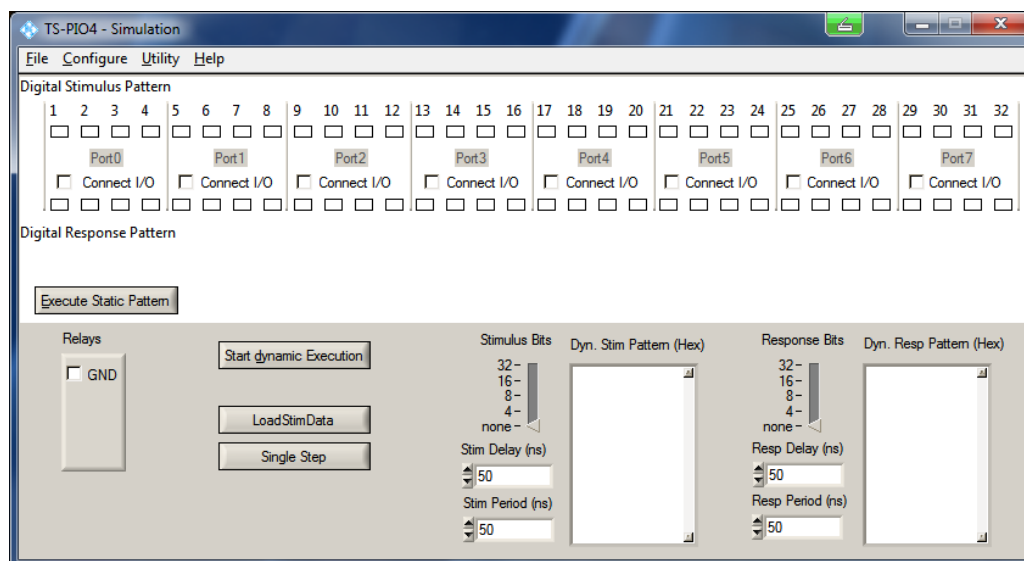 TS-PIO4 - Simulation
File Configure Utility Help
Digital Stimulus Pattern
1 2 3 4 5 6 7 8 9 10 11 12 13 14 15 16 17 18 19 20 21 22 23 24 25 26 27 28 29 30 31 32
Port0 Port1 Port2 Port3 Port4 Port5 Port6 Port7
Connect I/O Connect I/O Connect I/O Connect I/O Connect I/O Connect I/O Connect I/O Connect I/O
Digital Response Pattern
Execute Static Pattern
Relays
GND
Start dynamic Execution
LoadStimData
Single Step
Stimulus Bits
32
16
8
4
none
Stim Delay (ns)
50
Stim Period (ns)
50
Dyn. Stim Pattern (Hex)
Response Bits
32
16
8
4
none
Resp Delay (ns)
50
Resp Period (ns)
50
Dyn. Resp Pattern (Hex)